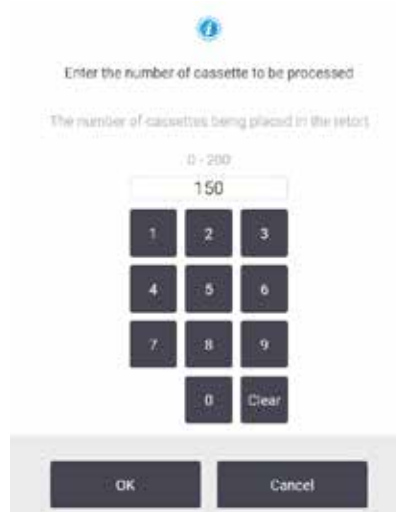 Enter the number of cassette to be processed
The number of cassettes being placed in the retort
0 - 200
150
1 2 3
4 5 6
7 8 9
0 Clear
OK Cancel